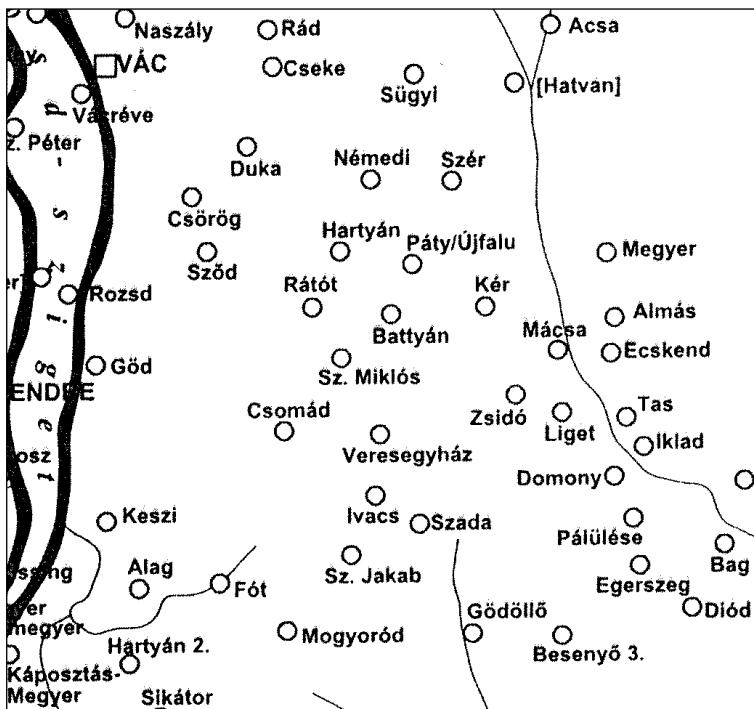 Naszály
Rád
Acsa
VÁC
Cseke
Sügyi
[Hatvan]
Vácréve
z. Péter
Duka
Némedi
Szér
Csörög
Hartyán
Páty/Újfalu
Megyer
Sződ
Rátót
Kér
Rozsd
Battyán
Almás
Mácsa
Ecskend
Göd
Sz. Miklós
ENDRE
Csomád
Zsidó
Liget
Tas
Iklad
Veresegyház
Domony
Ivacs
Keszi
Szada
Pálülése
Bag
Alag
Fót
Sz. Jakab
Egerszeg
Diód
megyer
Hartyán 2.
Mogyoród
Gödöllő
Besenyő 3.
Káposztás-
Megyer
Sikátor
s d - s z i g e t